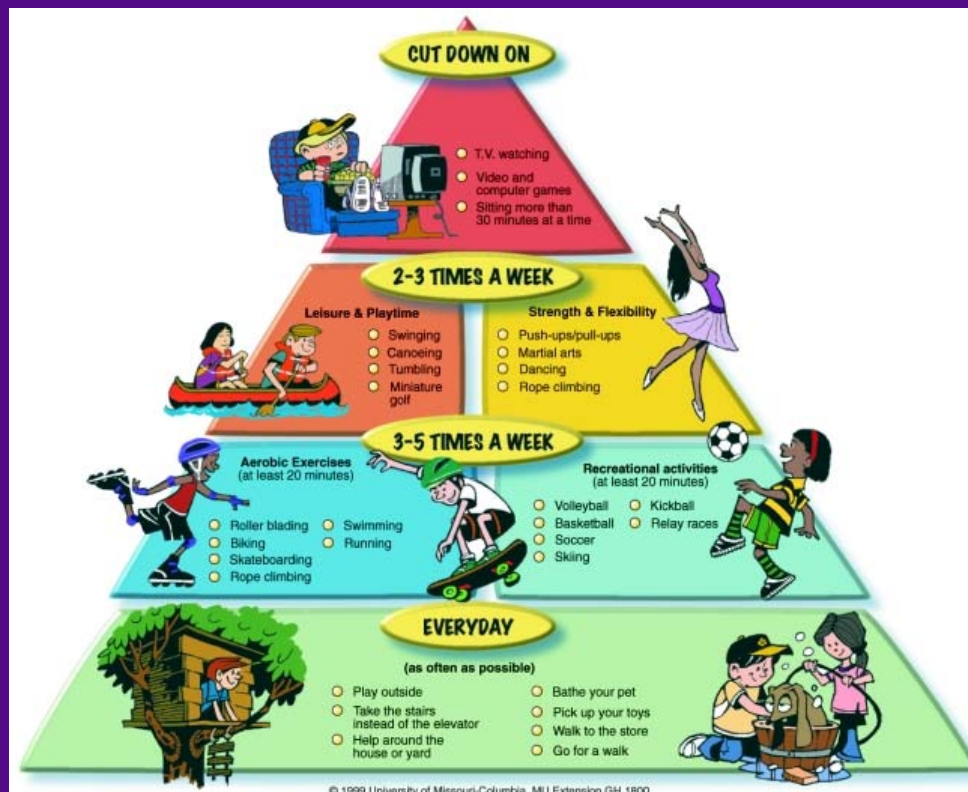 CUT DOWN ON
T.V. watching
Video and
computer games
Sitting more than
30 minutes at a time
2-3 TIMES A WEEK
Leisure & Playtime
Swinging
Canoeing
Tumbling
Miniature
golf
Strength & Flexibility
Push-ups/pull-ups
Martial arts
Dancing
Rope climbing
3-5 TIMES A WEEK
Aerobic Exercises
(at least 20 minutes)
Roller blading
Biking
Skateboarding
Rope climbing
Swimming
Running
Recreational activities
(at least 20 minutes)
Volleyball
Basketball
Soccer
Skiing
Kickball
Relay races
EVERYDAY
(as often as possible)
Play outside
Take the stairs
instead of the elevator
Help around the
house or yard
Bathe your pet
Pick up your toys
Walk to the store
Go for a walk
© 1999 University of Missouri-Columbia, MU Extension GH 1800